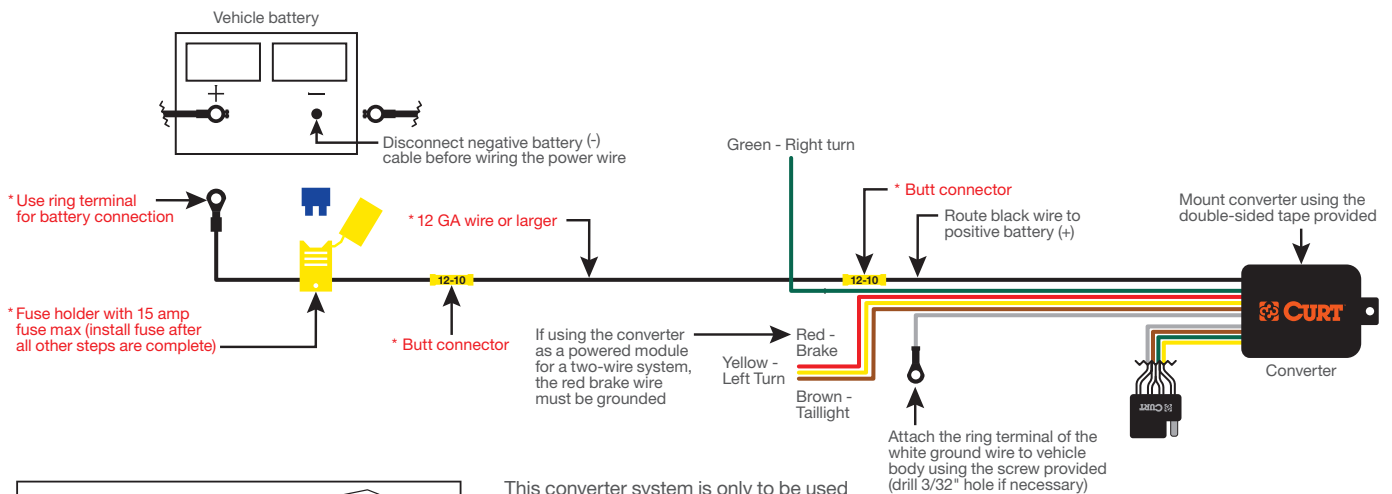 Vehicle battery
+
–
Disconnect negative battery (-)
cable before wiring the power wire
Green - Right turn
* Use ring terminal
for battery connection
* 12 GA wire or larger
* Butt connector
Route black wire to
positive battery (+)
Mount converter using the
double-sided tape provided
12-10
12-10
* Fuse holder with 15 amp
fuse max (install fuse after
all other steps are complete)
* Butt connector
If using the converter
as a powered module
for a two-wire system,
the red brake wire
must be grounded
Red -
Brake
Yellow -
Left Turn
Brown -
Taillight
CURT
Converter
CURT
Attach the ring terminal of the
white ground wire to vehicle
body using the screw provided
(drill 3/32" hole if necessary)
This converter system is only to be used